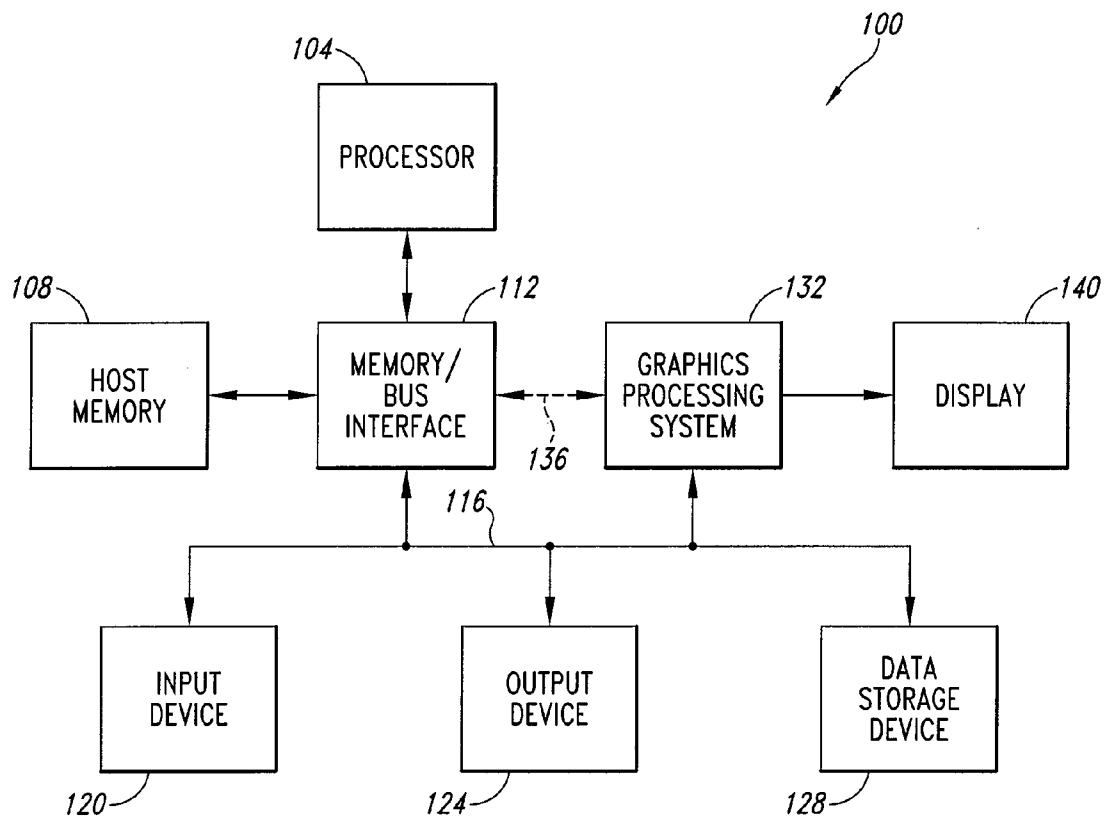 100
104
PROCESSOR
108
112
132
140
HOST
MEMORY
MEMORY/
BUS
INTERFACE
136
GRAPHICS
PROCESSING
SYSTEM
DISPLAY
116
INPUT
DEVICE
OUTPUT
DEVICE
DATA
STORAGE
DEVICE
120
124
128